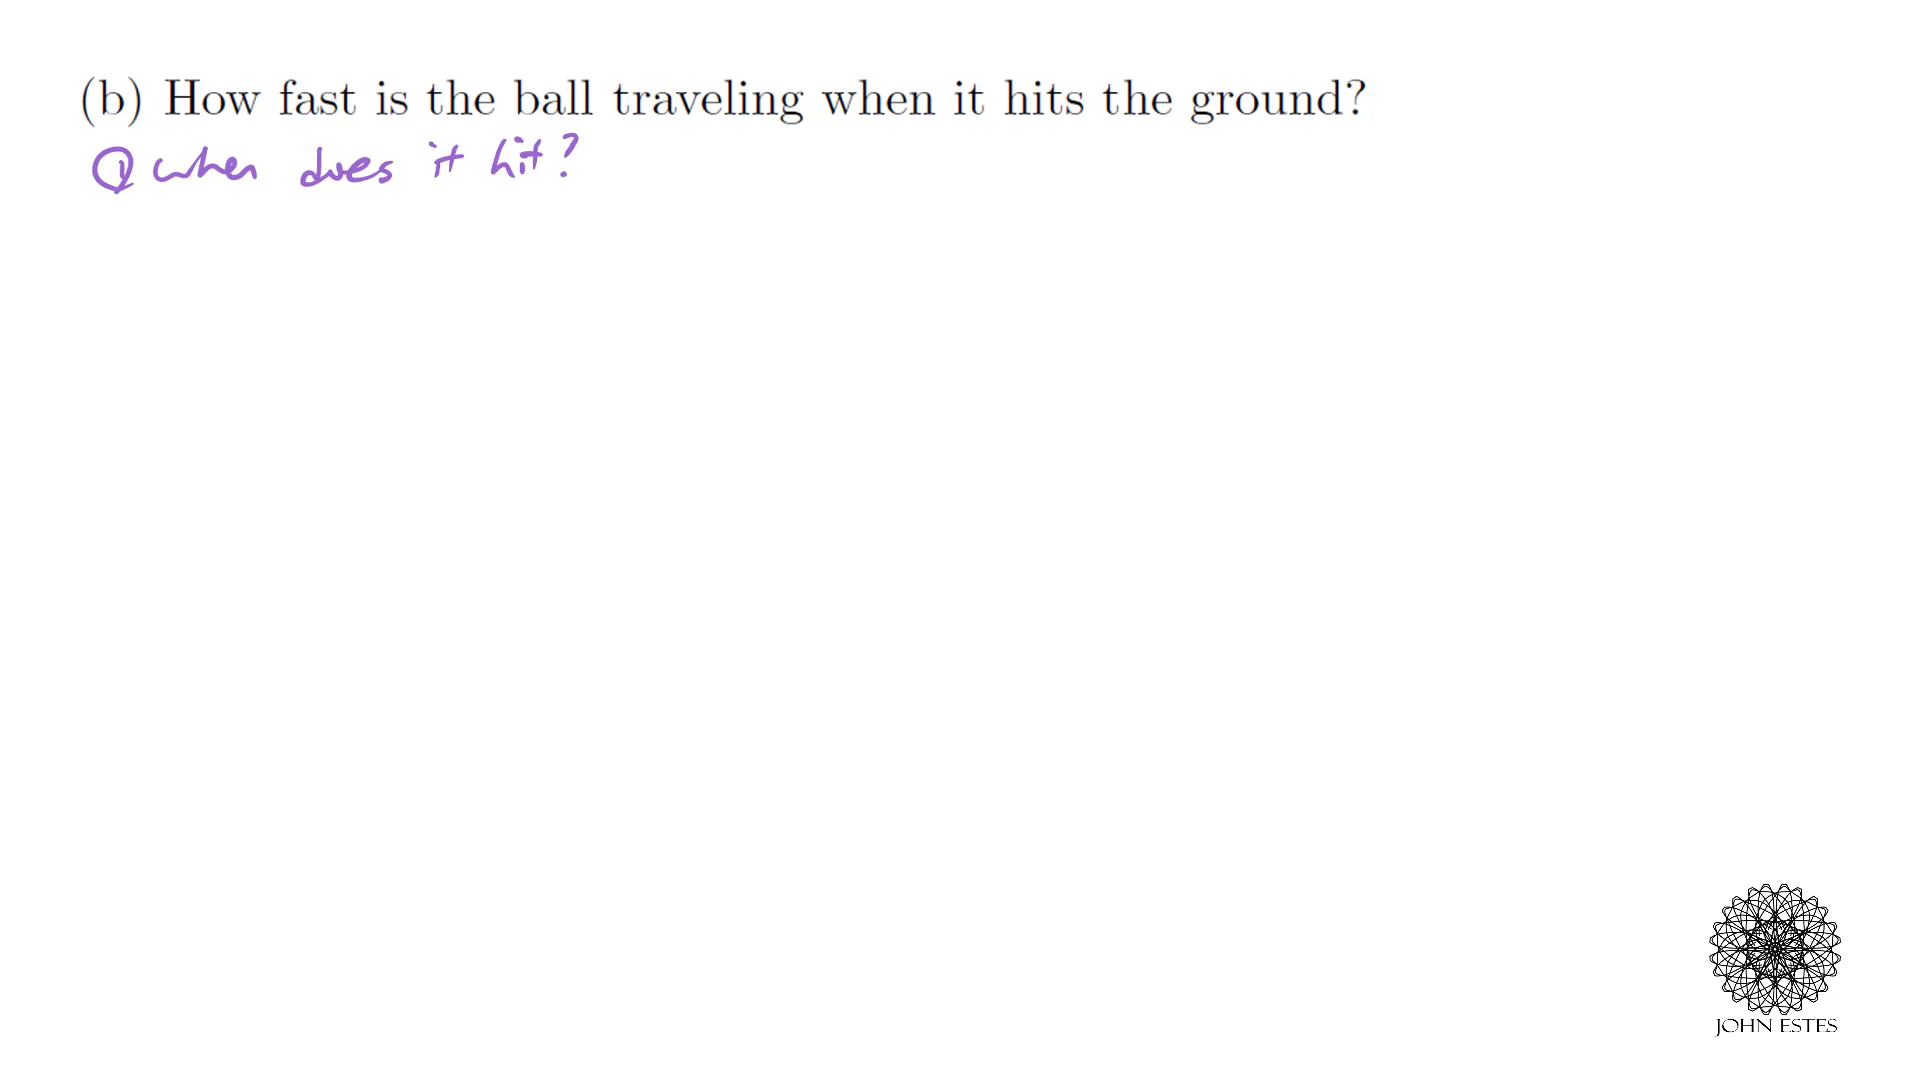 (b) How fast is the ball traveling when it hits the ground?
① when does it hit?
JOHN ESTES